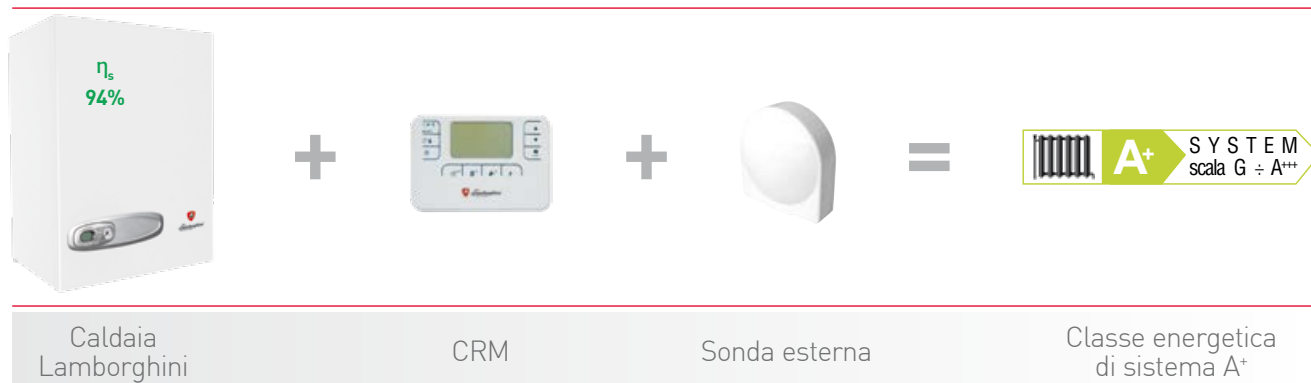 ηs
94%
+
+
=
A+
SYSTEM
scala G ÷ A+++
Caldaia
Lamborghini
CRM
Sonda esterna
Classe energetica
di sistema A+